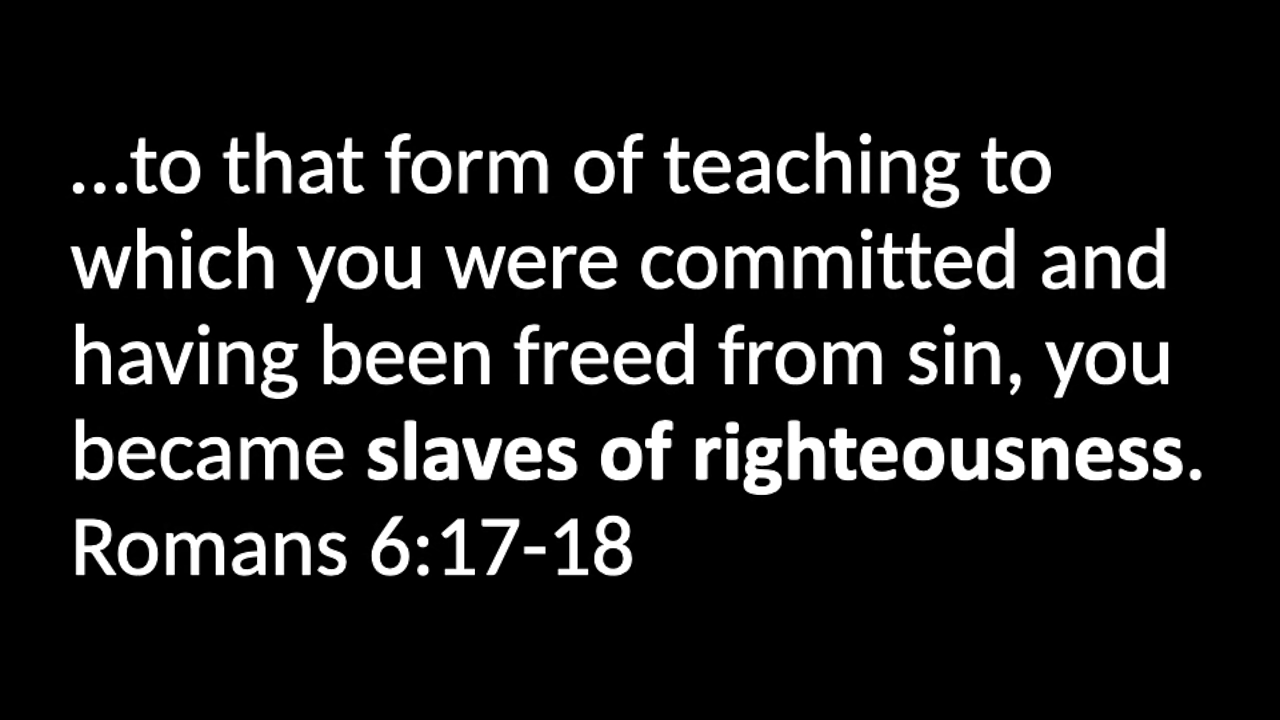 ...to that form of teaching to
which you were committed and
having been freed from sin, you
became slaves of righteousness.
Romans 6:17-18